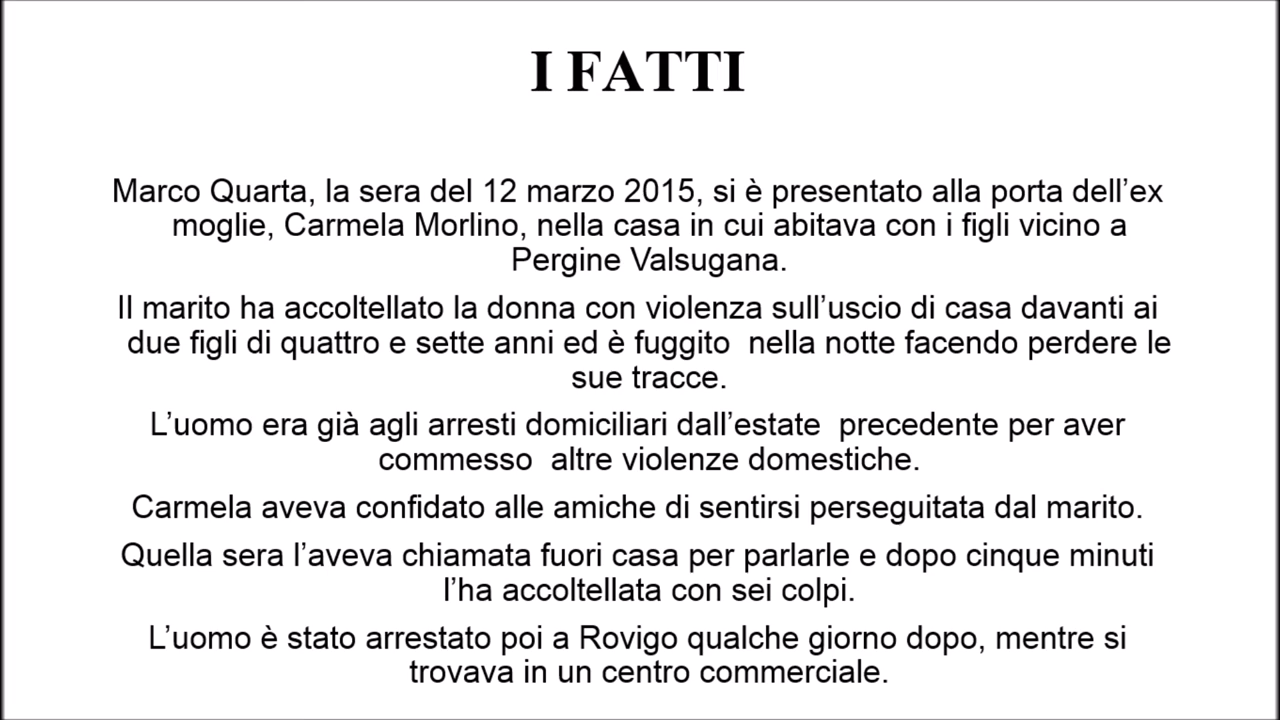 I FATTI
Marco Quarta, la sera del 12 marzo 2015, si è presentato alla porta dell’ex
moglie, Carmela Morlino, nella casa in cui abitava con i figli vicino a
Pergine Valsugana.
Il marito ha accoltellato la donna con violenza sull’uscio di casa davanti ai
due figli di quattro e sette anni ed è fuggito  nella notte facendo perdere le
sue tracce.
L’uomo era già agli arresti domiciliari dall’estate  precedente per aver
commesso  altre violenze domestiche.
Carmela aveva confidato alle amiche di sentirsi perseguitata dal marito.
Quella sera l’aveva chiamata fuori casa per parlarle e dopo cinque minuti
l’ha accoltellata con sei colpi.
L’uomo è stato arrestato poi a Rovigo qualche giorno dopo, mentre si
trovava in un centro commerciale.